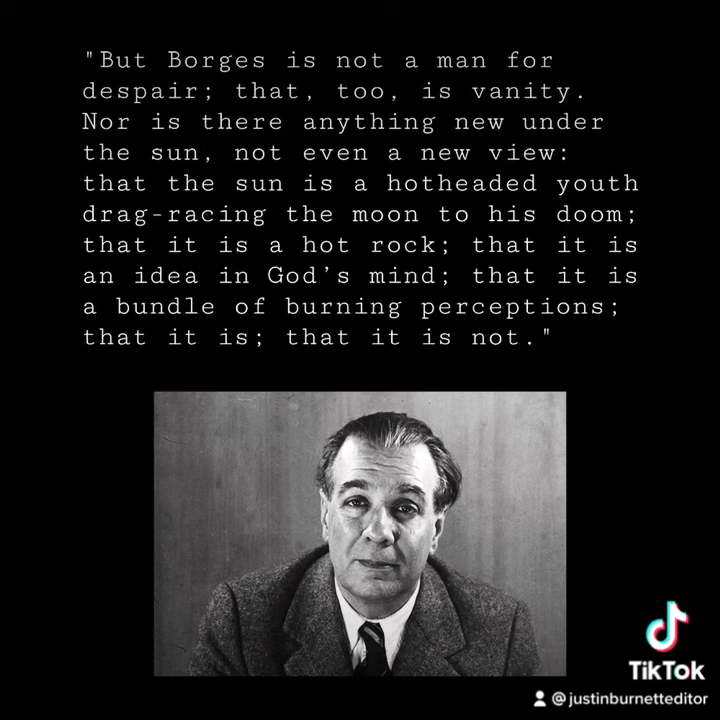 "But Borges is not a man for
despair; that, too, is vanity.
Nor is there anything new under
the sun, not even a new view:
that the sun is a hotheaded youth
drag-racing the moon to his doom;
that it is a hot rock; that it is
an idea in God’s mind; that it is
a bundle of burning perceptions;
that it is; that it is not."
TikTok
@justinburnetteditor